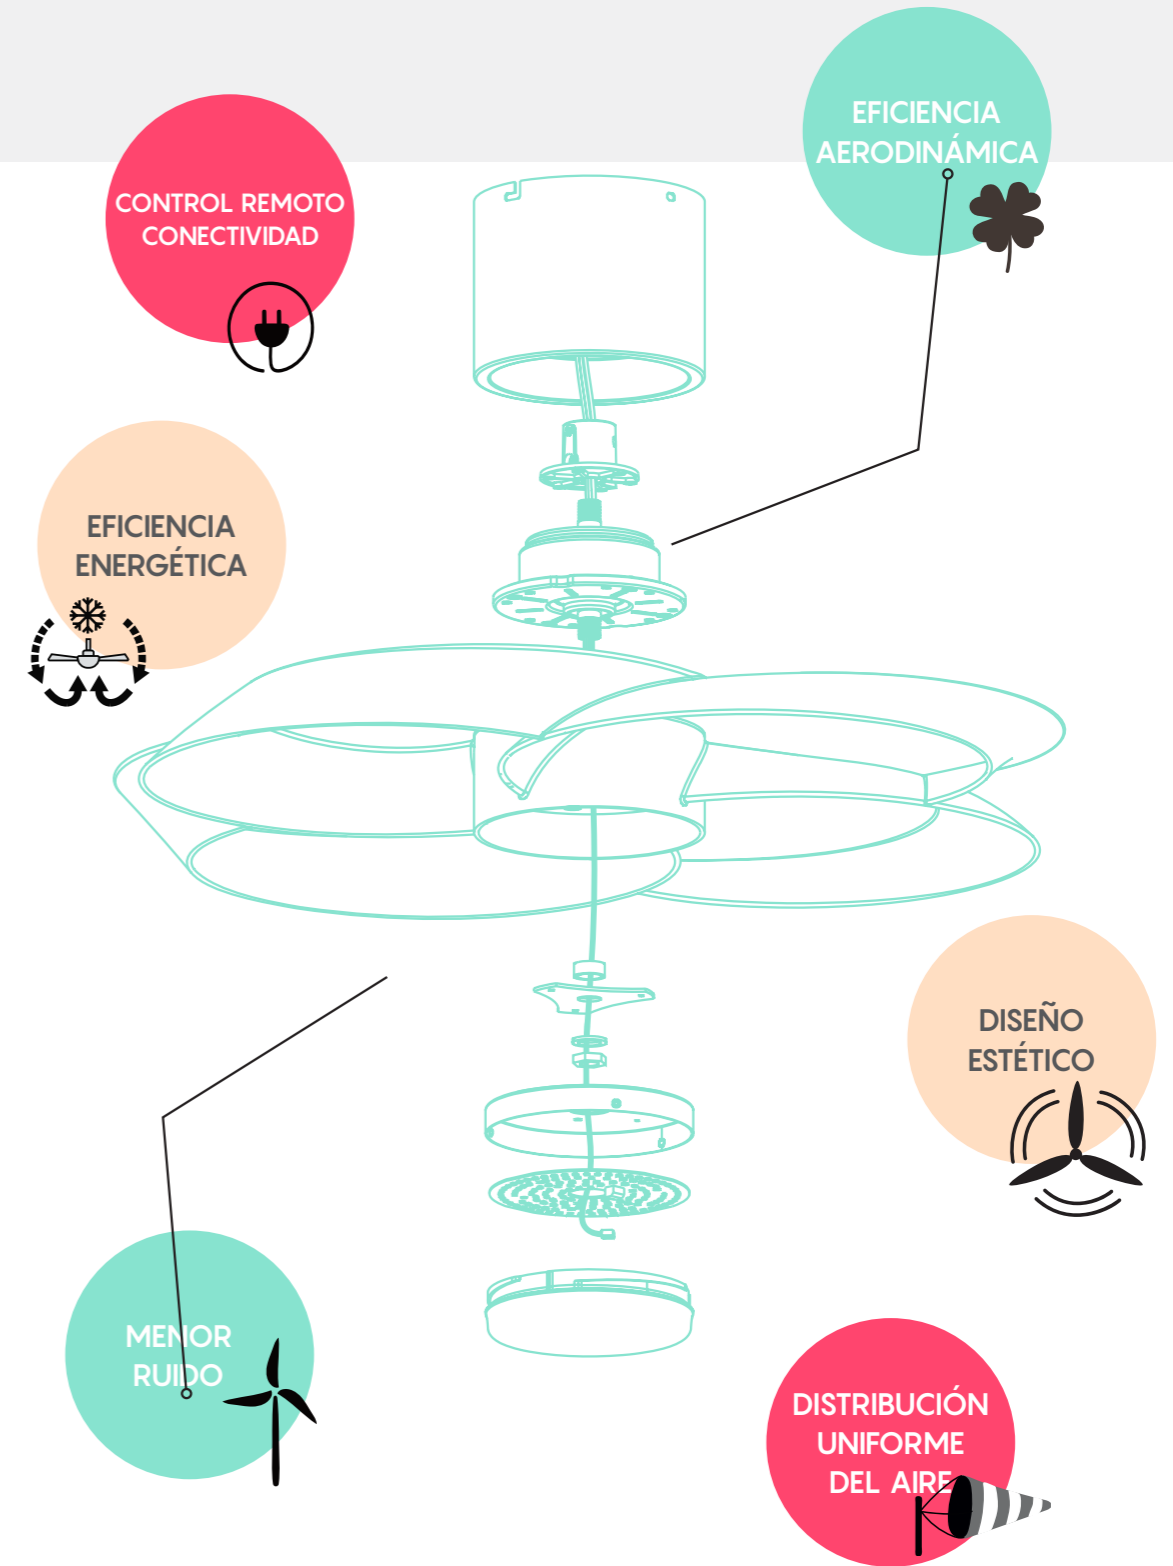 EFICIENCIA
AERODINÁMICA
CONTROL REMOTO
CONECTIVIDAD
EFICIENCIA
ENERGÉTICA
DISEÑO
ESTÉTICO
MENOR
RUIDO
DISTRIBUCIÓN
UNIFORME
DEL AIRE